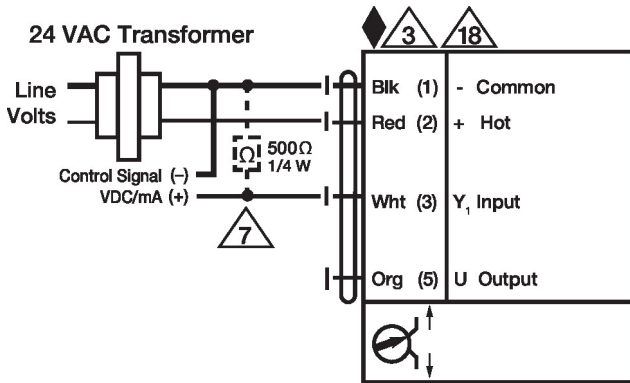 24 VAC Transformer
3
18
Line
Volts
Blk (1) - Common
Red (2) + Hot
Ω
500Ω
1/4 W
Control Signal (–)
VDC/mA (+)
Wht (3) Y1 Input
7
Org (5) U Output